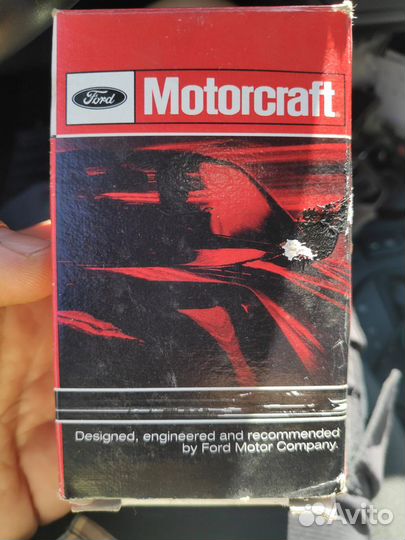 Ford
Motorcraft
Designed, engineered and recommended
by Ford Motor Company.
Avito